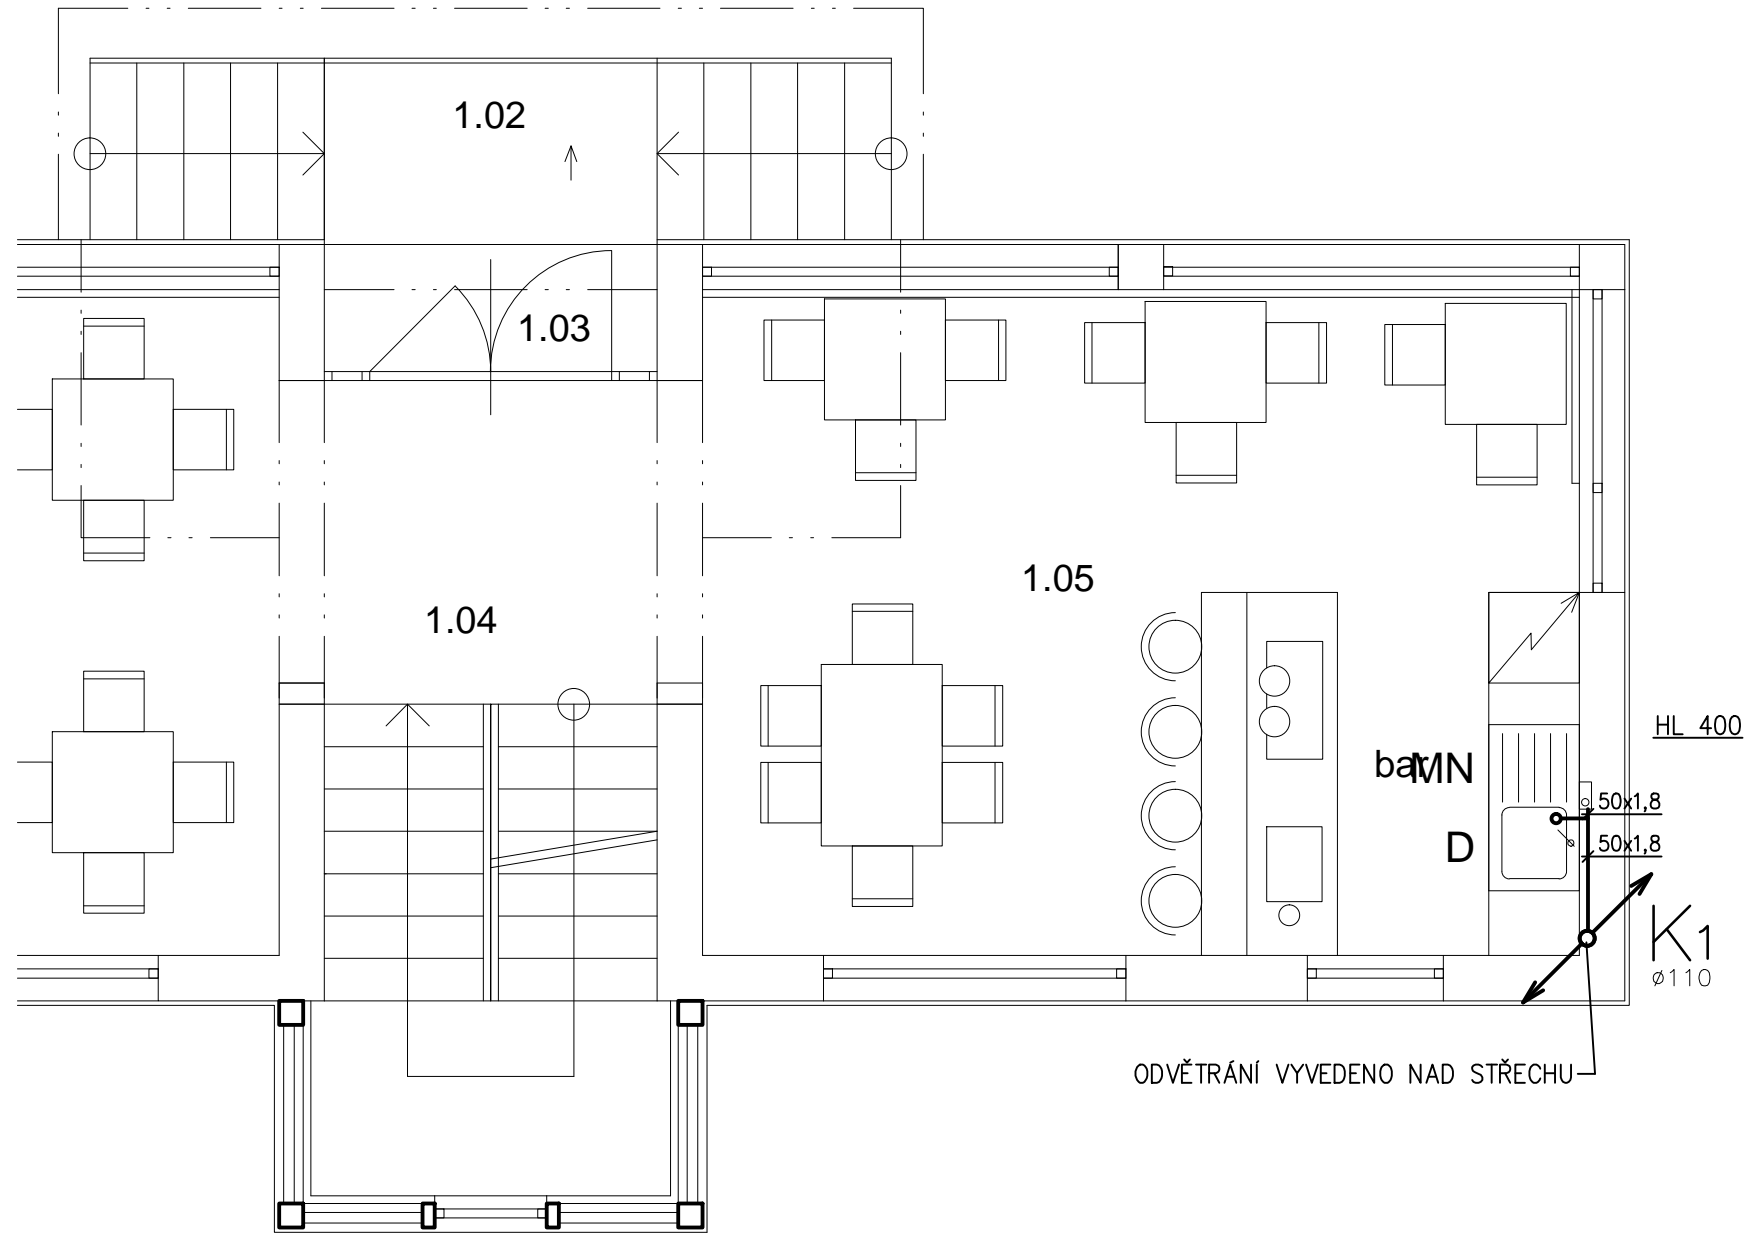 1.02
1.03
1.05
1.04
HL 400
bar
MN
50x1,8
D
50x1,8
K1
ø110
ODVĚTRÁNÍ VYVEDENO NAD STŘECHU